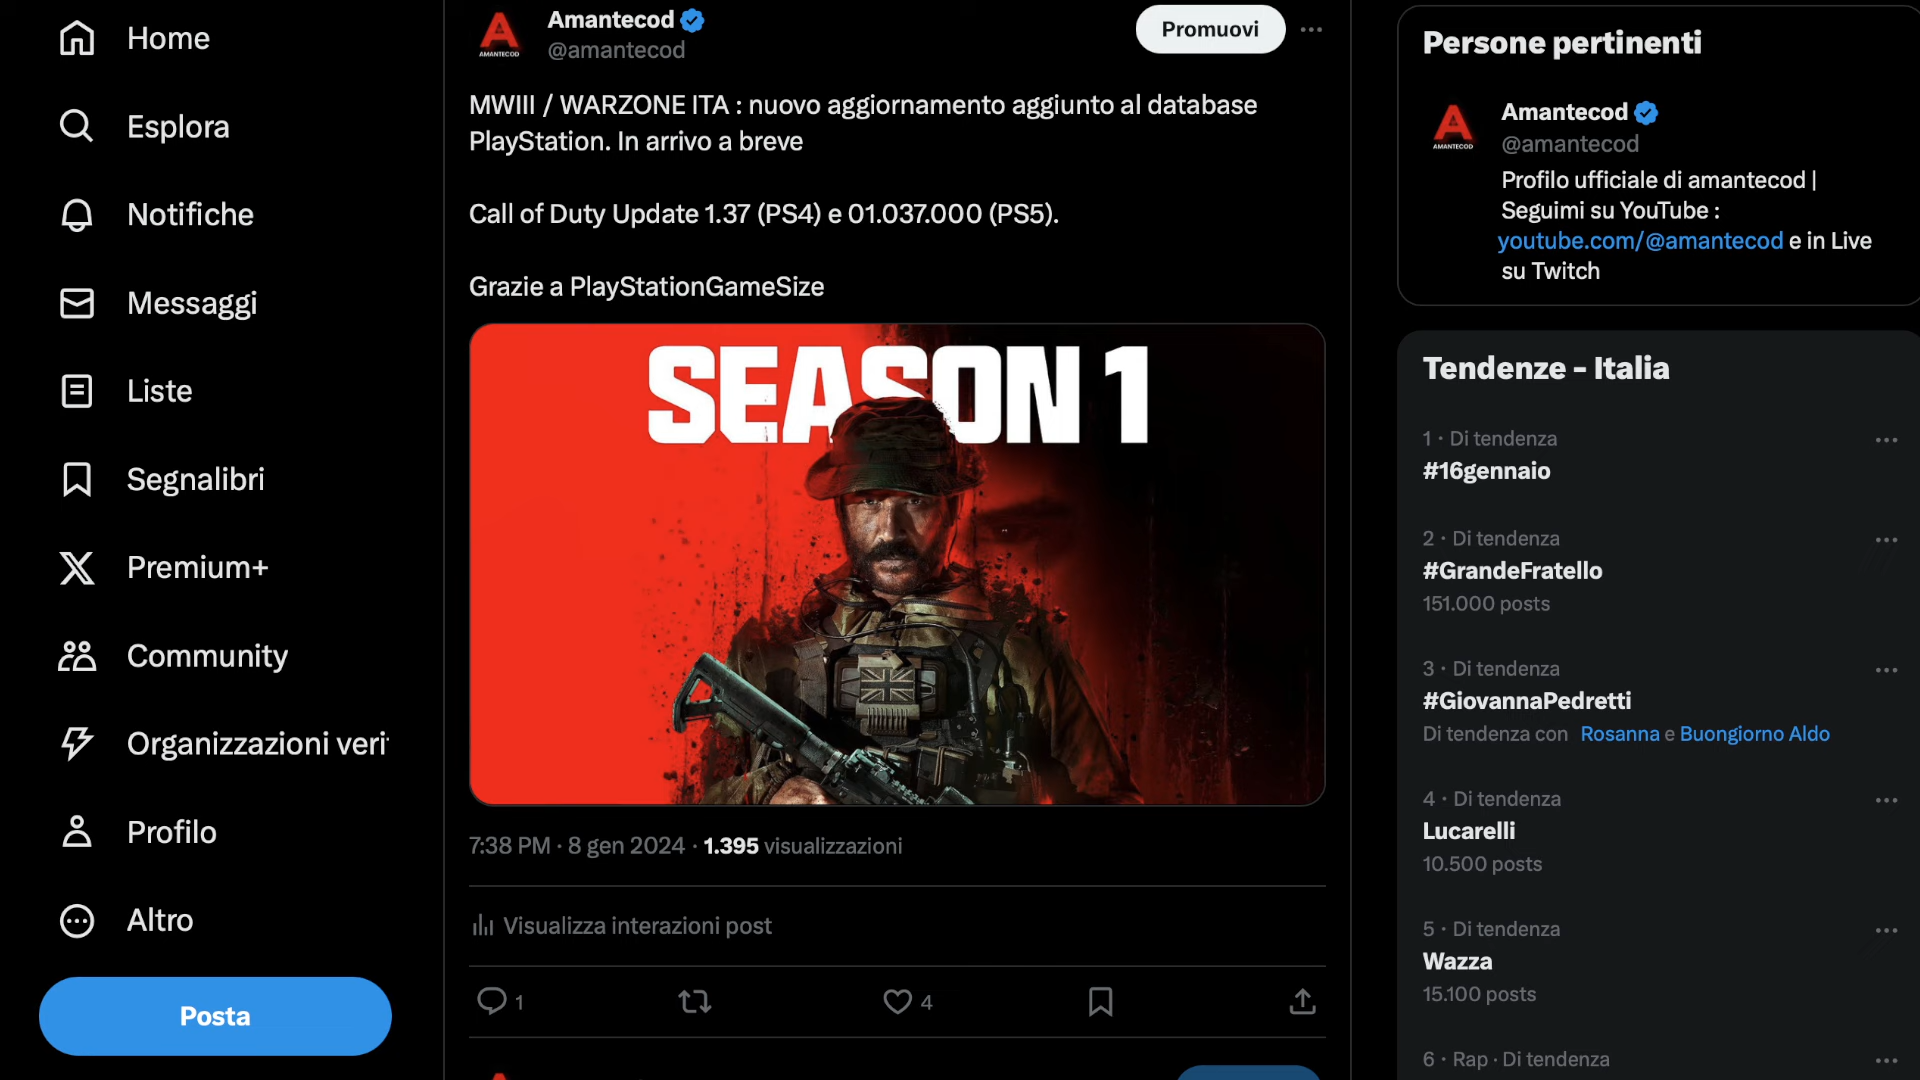 Home
Esplora
Notifiche
Messaggi
Liste
Segnalibri
Premium+
Community
Organizzazioni veri
Profilo
Altro
Posta
AMANTECOD
Amantecod
@amantecod
Promuovi
MWIII / WARZONE ITA : nuovo aggiornamento aggiunto al database
PlayStation. In arrivo a breve
Call of Duty Update 1.37 (PS4) e 01.037.000 (PS5).
Grazie a PlayStationGameSize
SEASON 1
7:38 PM · 8 gen 2024 · 1.395 visualizzazioni
Visualizza interazioni post
1
4
Persone pertinenti
AMANTECOD
Amantecod
@amantecod
Profilo ufficiale di amantecod |
Seguimi su YouTube :
youtube.com/@amantecod e in Live
su Twitch
Tendenze - Italia
1 · Di tendenza
#16gennaio
2 · Di tendenza
#GrandeFratello
151.000 posts
3 · Di tendenza
#GiovannaPedretti
Di tendenza con Rosanna e Buongiorno Aldo
4 · Di tendenza
Lucarelli
10.500 posts
5 · Di tendenza
Wazza
15.100 posts
6 · Rap · Di tendenza